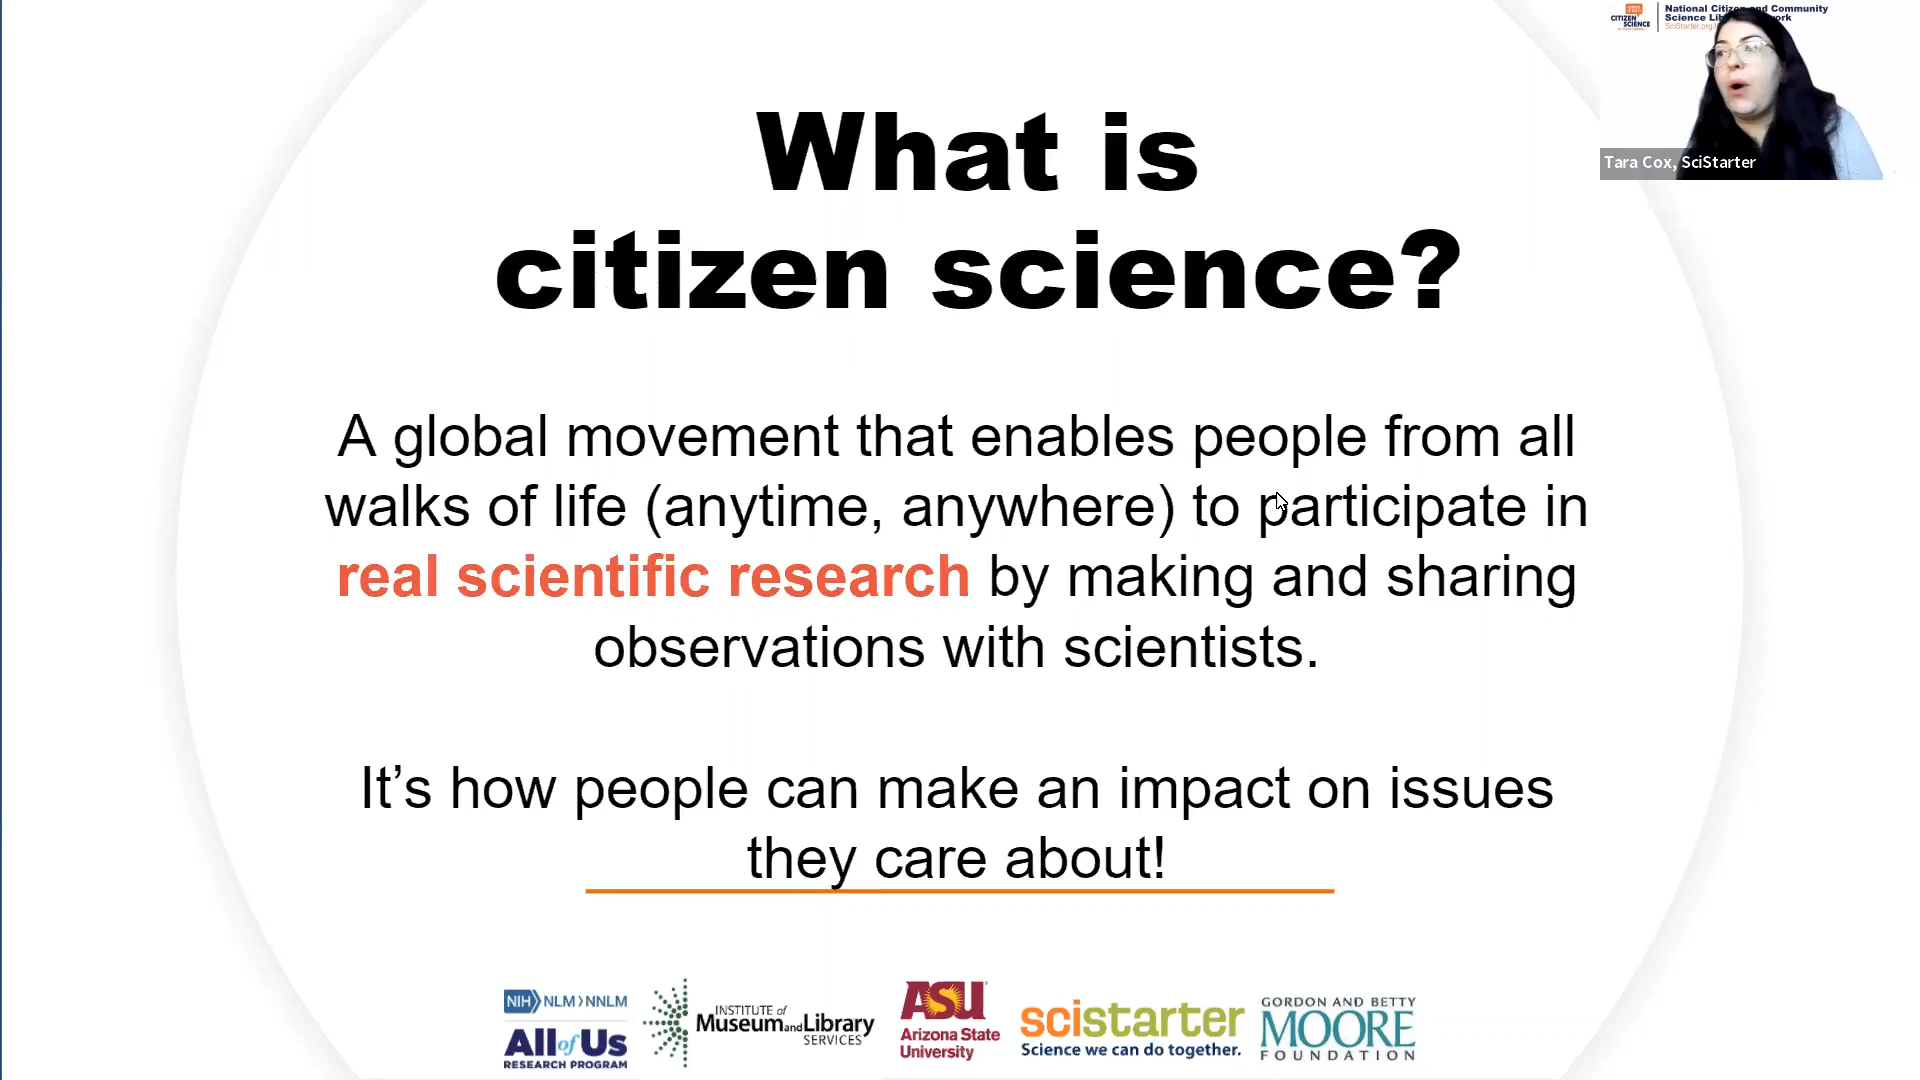 What is
citizen science?
A global movement that enables people from all
walks of life (anytime, anywhere) to participate in
real scientific research by making and sharing
observations with scientists.
It’s how people can make an impact on issues
they care about!
NIH NLM NNLM
All of Us
RESEARCH PROGRAM
INSTITUTE of
Museum and Library
SERVICES
ASU
Arizona State
University
scistarter
Science we can do together.
GORDON AND BETTY
MOORE
FOUNDATION
CITIZEN
SCIENCE
National Citizen and Community
Science
SciStarter.org
Tara Cox, SciStarter